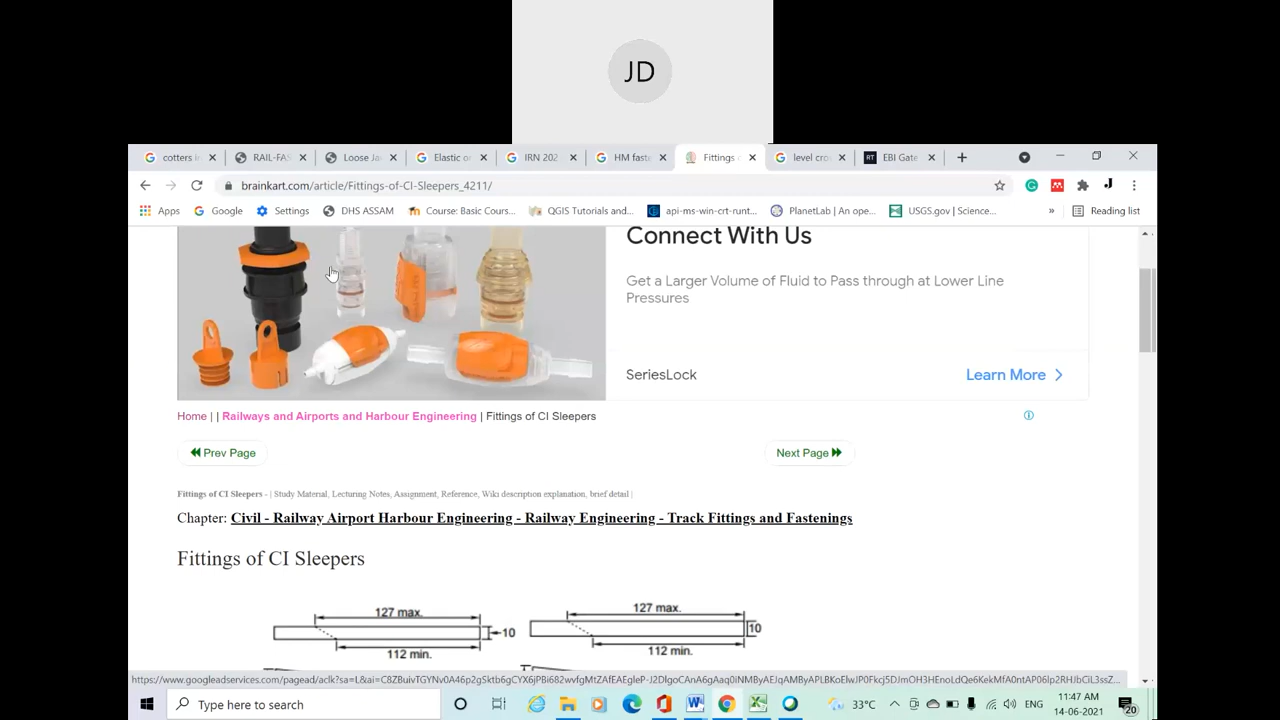 JD
cotters i
RAIL-FAS
Loose Ja
Elastic o
IRN 202
HM faste
Fittings
level cro
EBI Gate
brainkart.com/article/Fittings-of-CI-Sleepers_4211/
Apps Google Settings DHS ASSAM Course: Basic Cours... QGIS Tutorials and... api-ms-win-crt-runt... PlanetLab | An ope... USGS.gov | Science... » Reading list
Connect With Us
Get a Larger Volume of Fluid to Pass through at Lower Line
Pressures
SeriesLock Learn More
Home | | Railways and Airports and Harbour Engineering | Fittings of CI Sleepers
Prev Page Next Page
Fittings of CI Sleepers - | Study Material, Lecturing Notes, Assignment, Reference, Wiki description explanation, brief detail |
Chapter: Civil - Railway Airport Harbour Engineering - Railway Engineering - Track Fittings and Fastenings
Fittings of CI Sleepers
127 max. 127 max.
10 10
112 min. 112 min.
Type here to search
33°C ENG
11:47 AM
14-06-2021
20